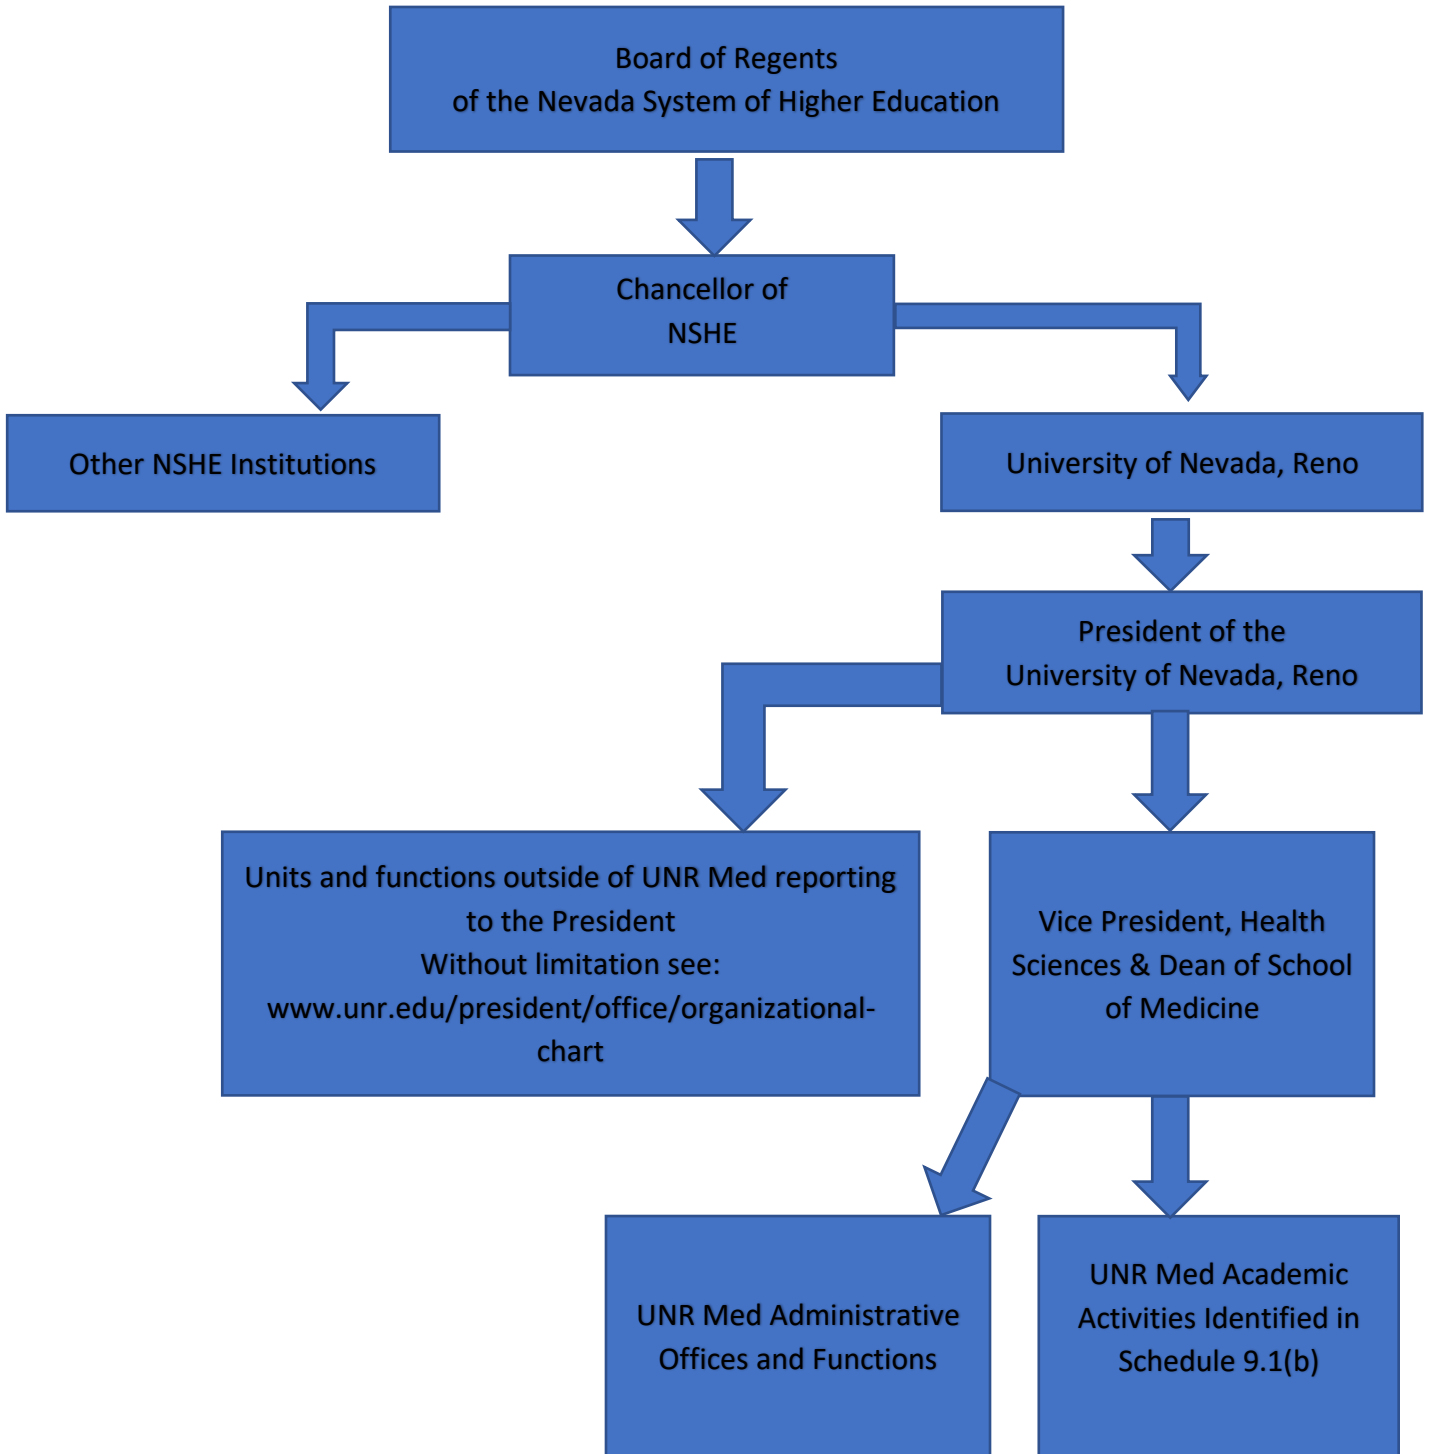 Board of Regents
of the Nevada System of Higher Education
Chancellor of
NSHE
Other NSHE Institutions
University of Nevada, Reno
President of the
University of Nevada, Reno
Units and functions outside of UNR Med reporting
to the President
Without limitation see:
www.unr.edu/president/office/organizational-
chart
Vice President, Health
Sciences & Dean of School
of Medicine
UNR Med Administrative
Offices and Functions
UNR Med Academic
Activities Identified in
Schedule 9.1(b)